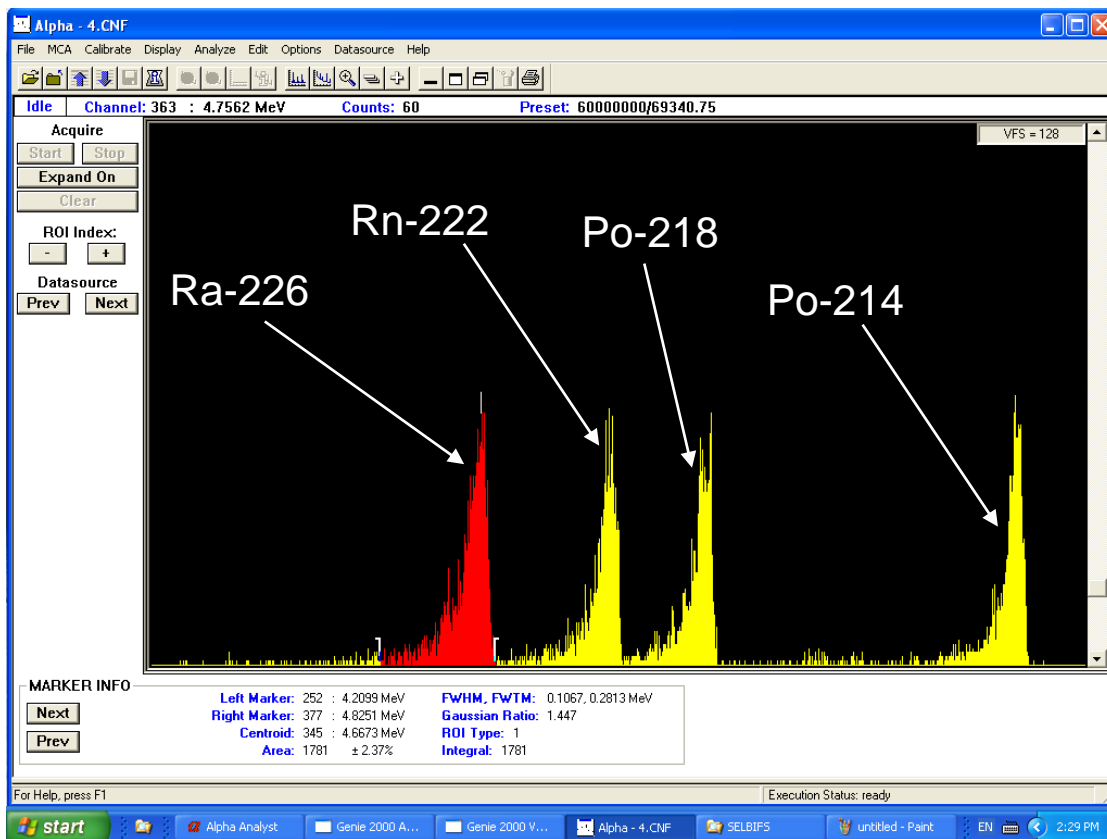 Alpha - 4.CNF
File MCA Calibrate Display Analyze Edit Options Datasource Help
Idle Channel: 363 : 4.7562 MeV Counts: 60 Preset: 60000000/69340.75
Acquire
Start Stop
Expand On
Clear
ROI Index:
- +
Datasource
Prev Next
VFS = 128
Rn-222
Po-218
Ra-226
Po-214
MARKER INFO
Next
Prev
Left Marker: 252 : 4.2099 MeV FWHM, FWTM: 0.1067, 0.2813 MeV
Right Marker: 377 : 4.8251 MeV Gaussian Ratio: 1.447
Centroid: 345 : 4.6673 MeV ROI Type: 1
Area: 1781 ± 2.37% Integral: 1781
For Help, press F1 Execution Status: ready
start Alpha Analyst Genie 2000 A... Genie 2000 V... Alpha - 4.CNF SELBIFS untitled - Paint EN 2:29 PM